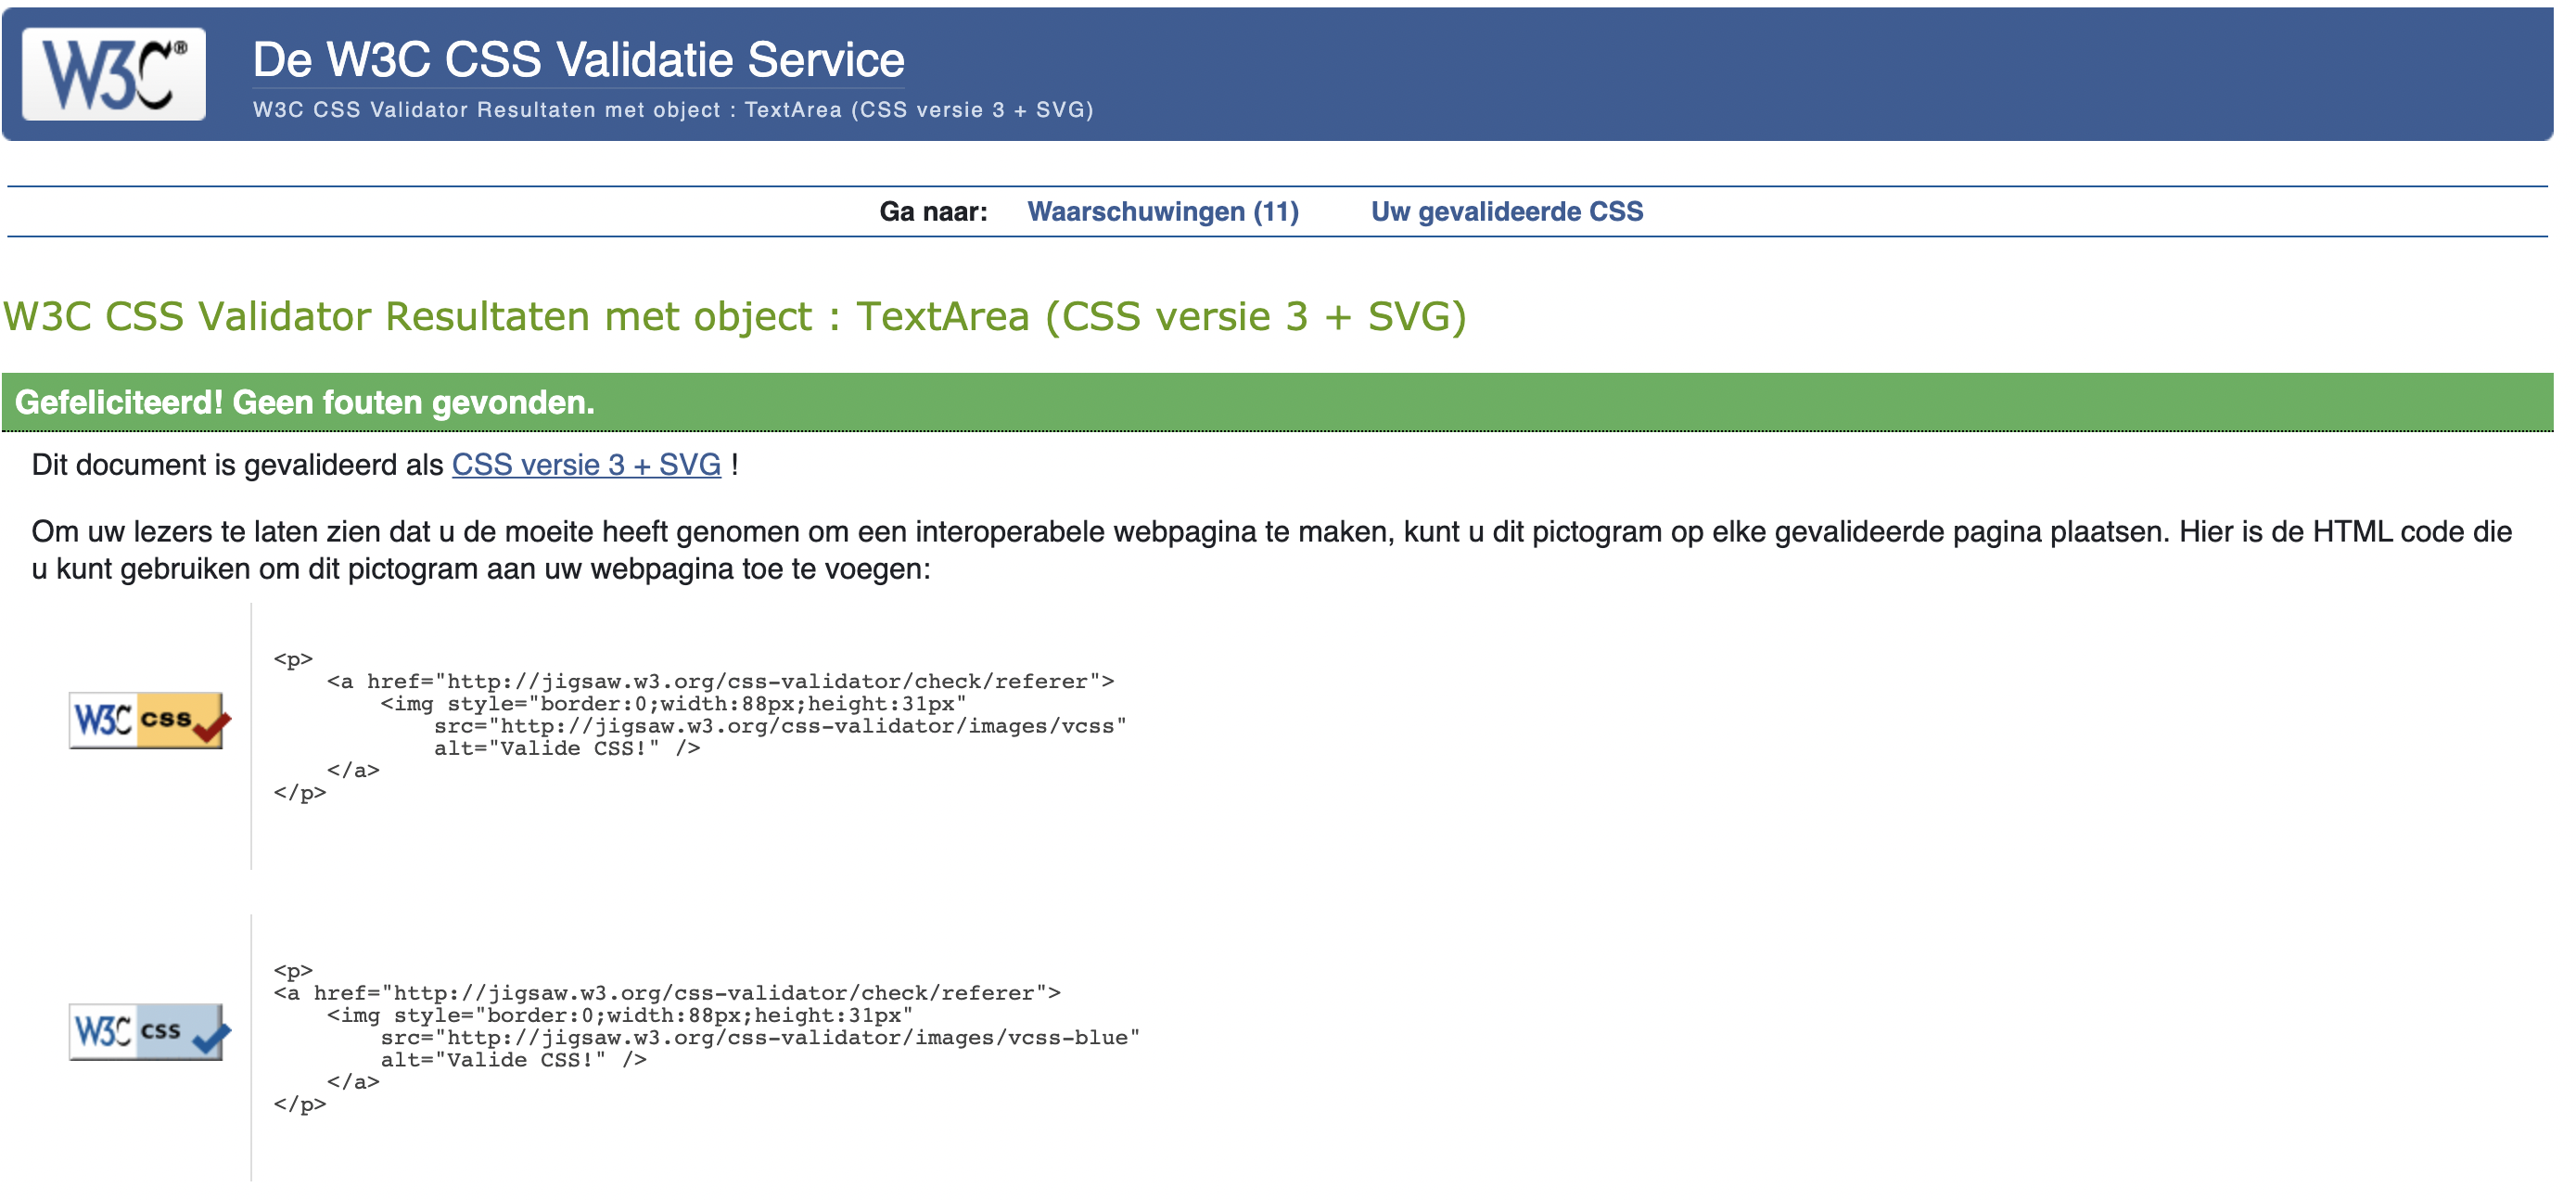 W3C®
De W3C CSS Validatie Service
W3C CSS Validator Resultaten met object : TextArea (CSS versie 3 + SVG)
Ga naar: Waarschuwingen (11) Uw gevalideerde CSS
W3C CSS Validator Resultaten met object : TextArea (CSS versie 3 + SVG)
Gefeliciteerd! Geen fouten gevonden.
Dit document is gevalideerd als CSS versie 3 + SVG !
Om uw lezers te laten zien dat u de moeite heeft genomen om een interoperabele webpagina te maken, kunt u dit pictogram op elke gevalideerde pagina plaatsen. Hier is de HTML code die
u kunt gebruiken om dit pictogram aan uw webpagina toe te voegen:
W3C css
<p>
    <a href="http://jigsaw.w3.org/css-validator/check/referer">
        <img style="border:0;width:88px;height:31px"
            src="http://jigsaw.w3.org/css-validator/images/vcss"
            alt="Valide CSS!" />
    </a>
</p>
W3C css
<p>
<a href="http://jigsaw.w3.org/css-validator/check/referer">
    <img style="border:0;width:88px;height:31px"
        src="http://jigsaw.w3.org/css-validator/images/vcss-blue"
        alt="Valide CSS!" />
    </a>
</p>